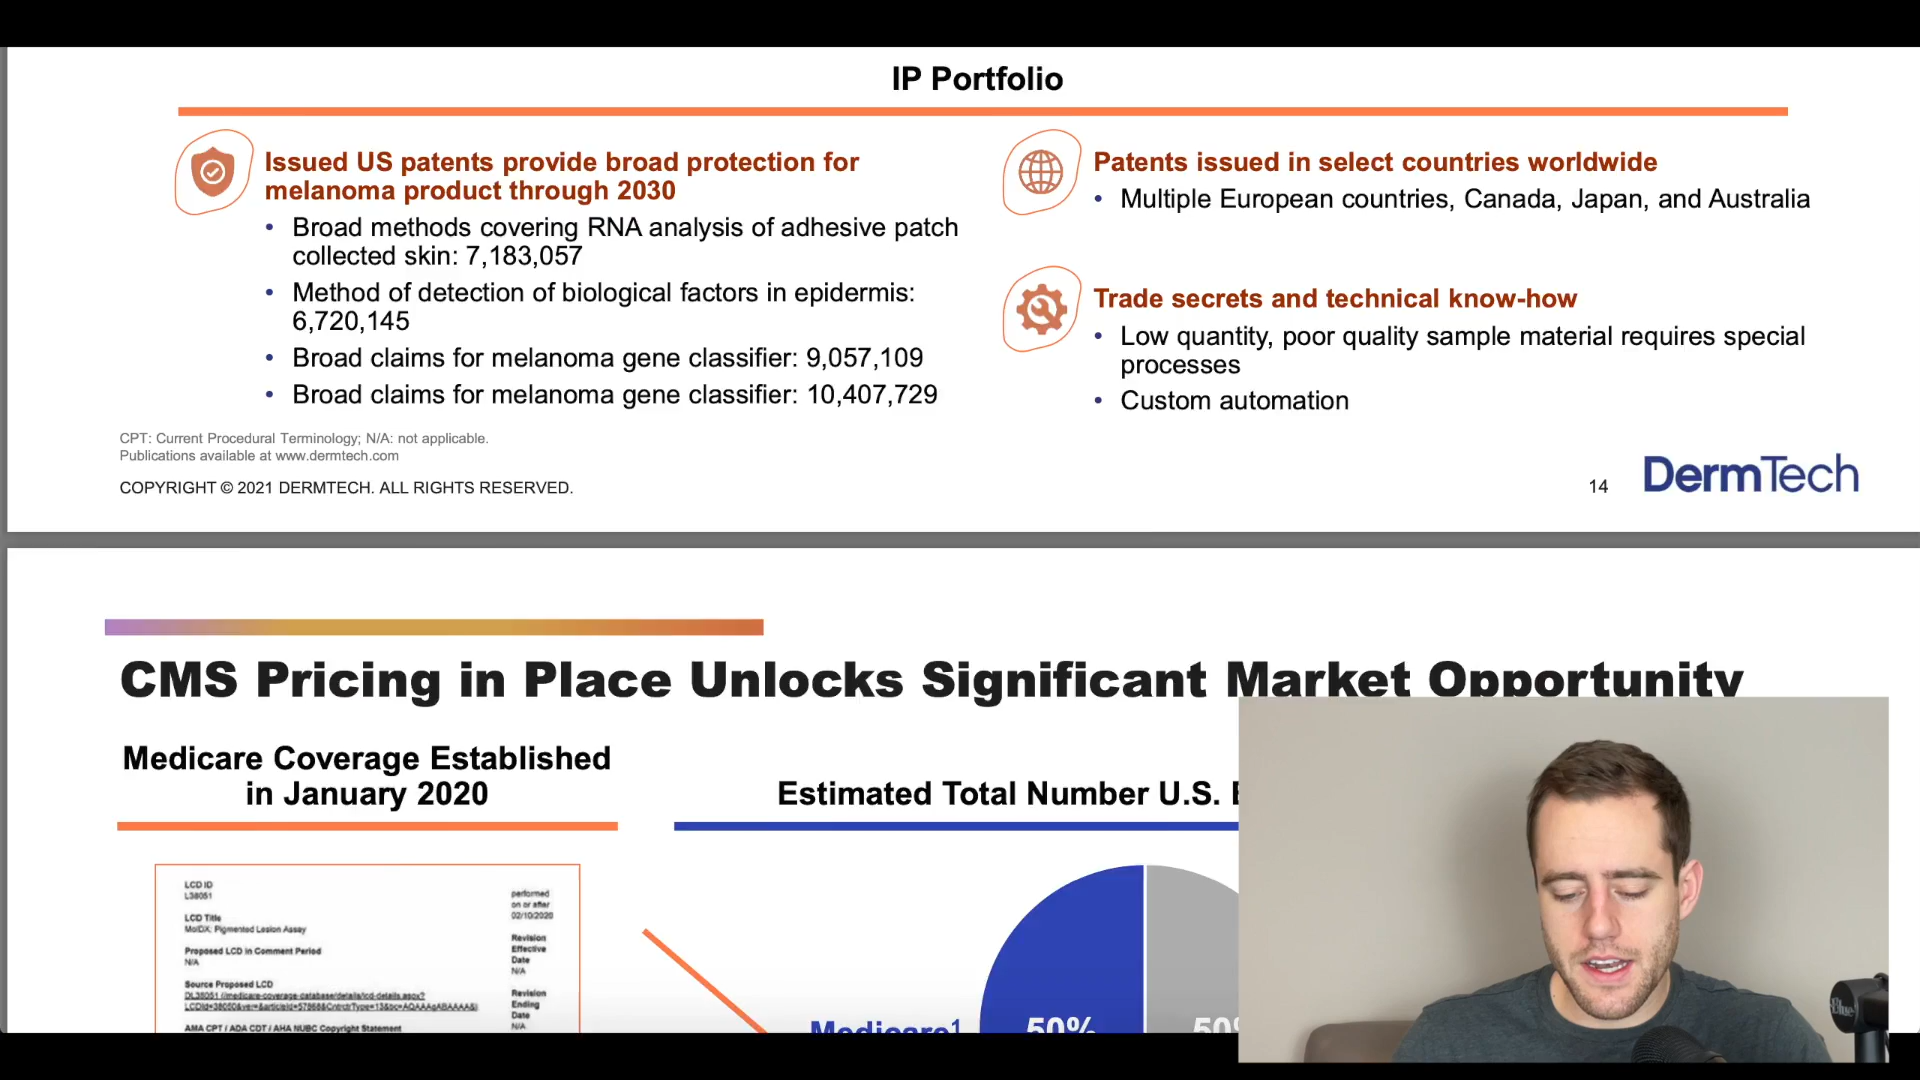 IP Portfolio
Issued US patents provide broad protection for
melanoma product through 2030
• Broad methods covering RNA analysis of adhesive patch
collected skin: 7,183,057
• Method of detection of biological factors in epidermis:
6,720,145
• Broad claims for melanoma gene classifier: 9,057,109
• Broad claims for melanoma gene classifier: 10,407,729
Patents issued in select countries worldwide
• Multiple European countries, Canada, Japan, and Australia
Trade secrets and technical know-how
• Low quantity, poor quality sample material requires special
processes
• Custom automation
CPT: Current Procedural Terminology; N/A: not applicable.
Publications available at www.dermtech.com
COPYRIGHT © 2021 DERMTECH. ALL RIGHTS RESERVED.
14
DermTech
CMS Pricing in Place Unlocks Significant Market Opportunity
Medicare Coverage Established
in January 2020
Estimated Total Number U.S.
LCD ID
L38051
LCD Title
MolDX: Pigmented Lesion Assay
Proposed LCD in Comment Period
N/A
Source Proposed LCD
AMA CPT / ADA CDT / AHA NUBC Copyright Statement
performed
on or after
02/10/2020
Revision
Effective
Date
N/A
Revision
Ending
Date
N/A
Medicare¹
50%
50%
Blue